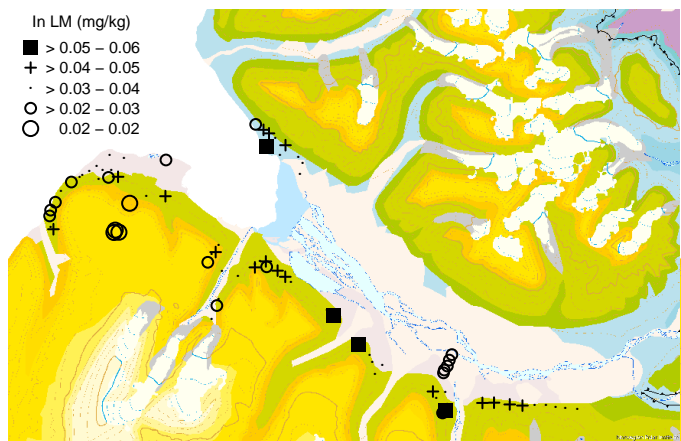 In LM (mg/kg)
> 0.05 – 0.06
> 0.04 – 0.05
> 0.03 – 0.04
> 0.02 – 0.03
0.02 – 0.02